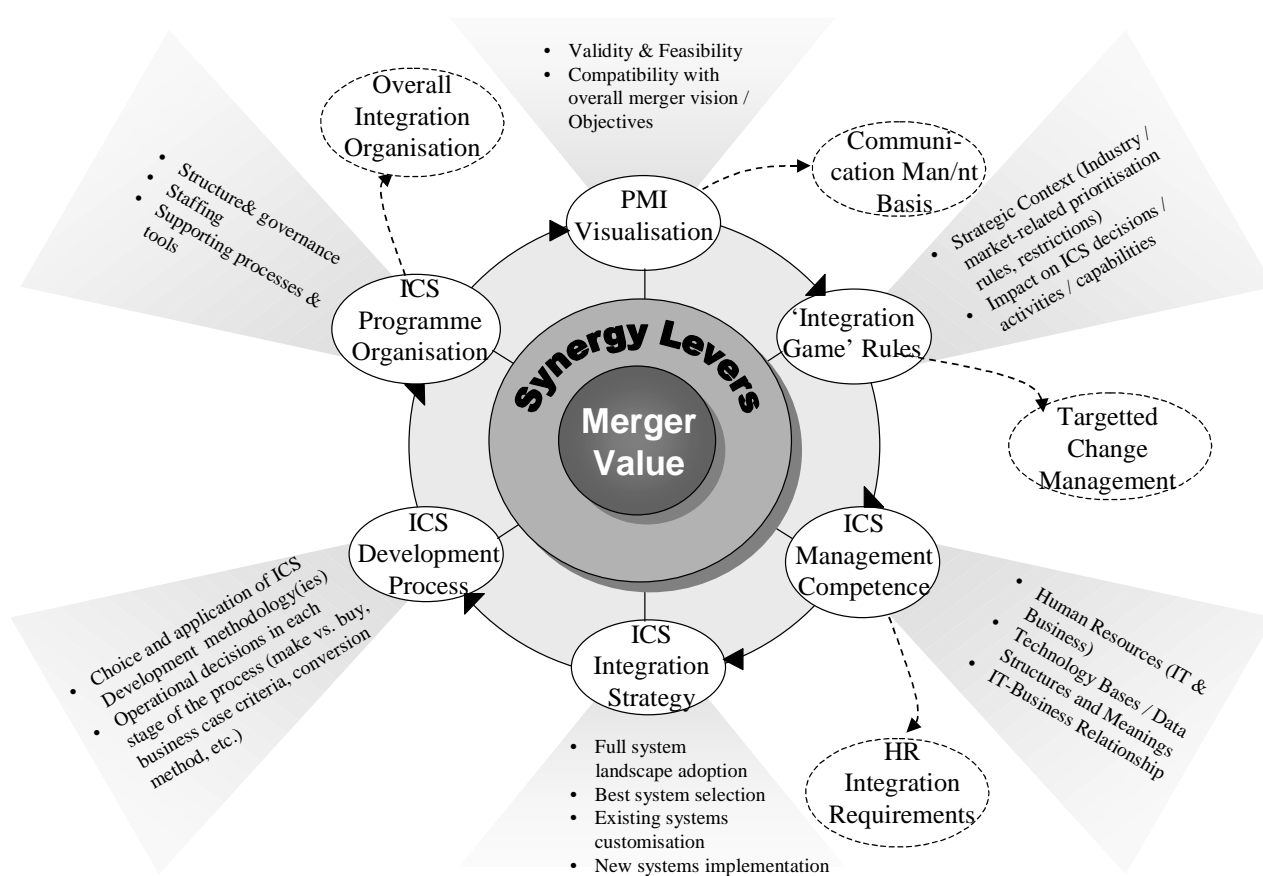 • Validity & Feasibility
• Compatibility with
overall merger vision /
Objectives
Overall
Integration
Organisation
Communi-
cation Man/nt
Basis
• Structure& governance
• Staffing
• Supporting processes &
tools
PMI
Visualisation
• Strategic Context (Industry /
market-related prioritisation
rules, restrictions)
• Impact on ICS decisions /
activities / capabilities
ICS
Programme
Organisation
‘Integration
Game’ Rules
Synergy Levers
Merger
Value
Targetted
Change
Management
ICS
Development
Process
ICS
Management
Competence
• Choice and application of ICS
Development methodology(ies)
• Operational decisions in each
stage of the process (make vs. buy,
business case criteria, conversion
method, etc.)
ICS
Integration
Strategy
• Human Resources (IT &
Business)
• Technology Bases / Data
Structures and Meanings
• IT-Business Relationship
• Full system
landscape adoption
• Best system selection
• Existing systems
customisation
• New systems implementation
HR
Integration
Requirements